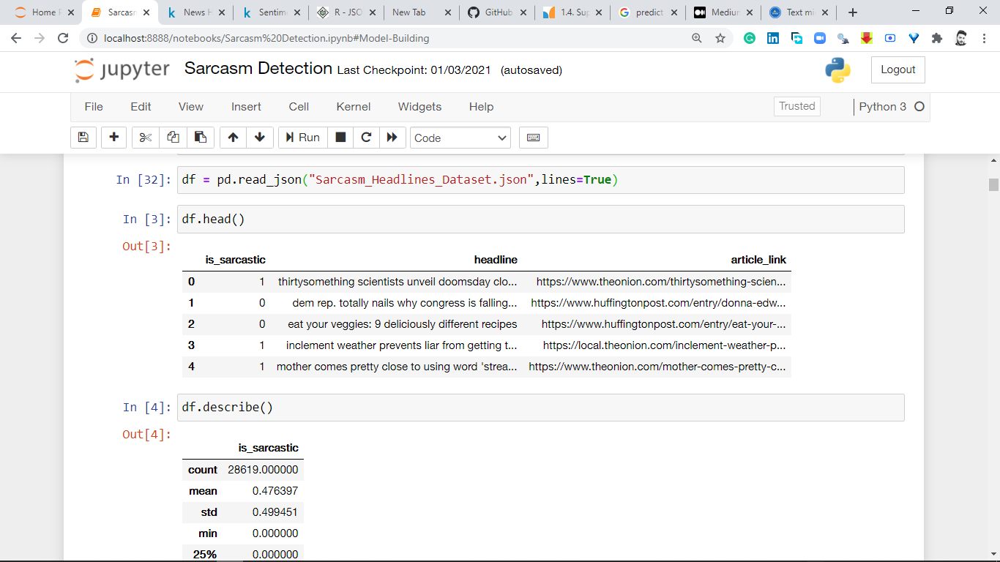 Home P
Sarcasm
News H
Sentime
R - JSO
New Tab
GitHub
1.4. Sup
predict
Medium
Text mi
localhost:8888/notebooks/Sarcasm%20Detection.ipynb#Model-Building
jupyter Sarcasm Detection Last Checkpoint: 01/03/2021 (autosaved)
Logout
File Edit View Insert Cell Kernel Widgets Help
Trusted
Python 3
Run
Code
In [32]: df = pd.read_json("Sarcasm_Headlines_Dataset.json",lines=True)
In [3]: df.head()
Out[3]:
is_sarcastic headline article_link
0 1 thirtysomething scientists unveil doomsday clo... https://www.theonion.com/thirtysomething-scien...
1 0 dem rep. totally nails why congress is falling... https://www.huffingtonpost.com/entry/donna-edw...
2 0 eat your veggies: 9 deliciously different recipes https://www.huffingtonpost.com/entry/eat-your-...
3 1 inclement weather prevents liar from getting t... https://local.theonion.com/inclement-weather-p...
4 1 mother comes pretty close to using word 'strea... https://www.theonion.com/mother-comes-pretty-c...
In [4]: df.describe()
Out[4]:
is_sarcastic
count 28619.000000
mean 0.476397
std 0.499451
min 0.000000
25% 0.000000